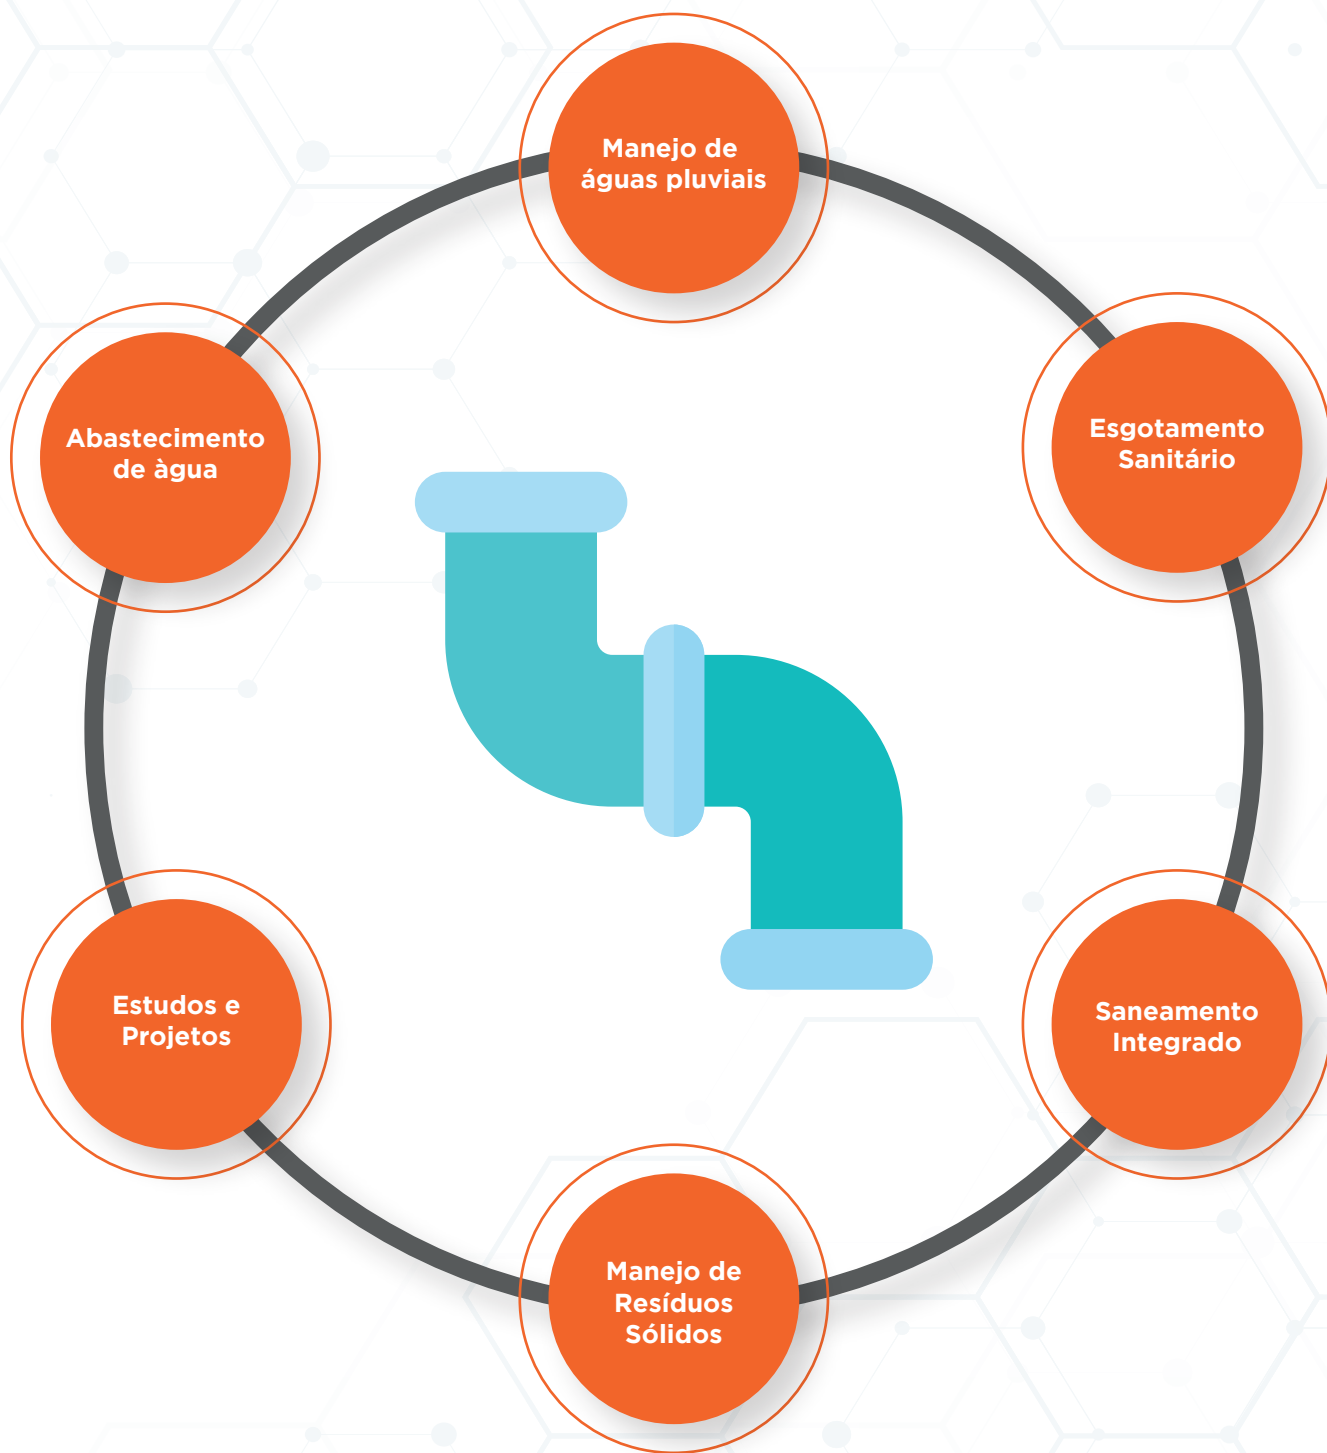 Manejo de
águas pluviais
Esgotamento
Sanitário
Abastecimento
de àgua
Estudos e
Projetos
Saneamento
Integrado
Manejo de
Resíduos
Sólidos